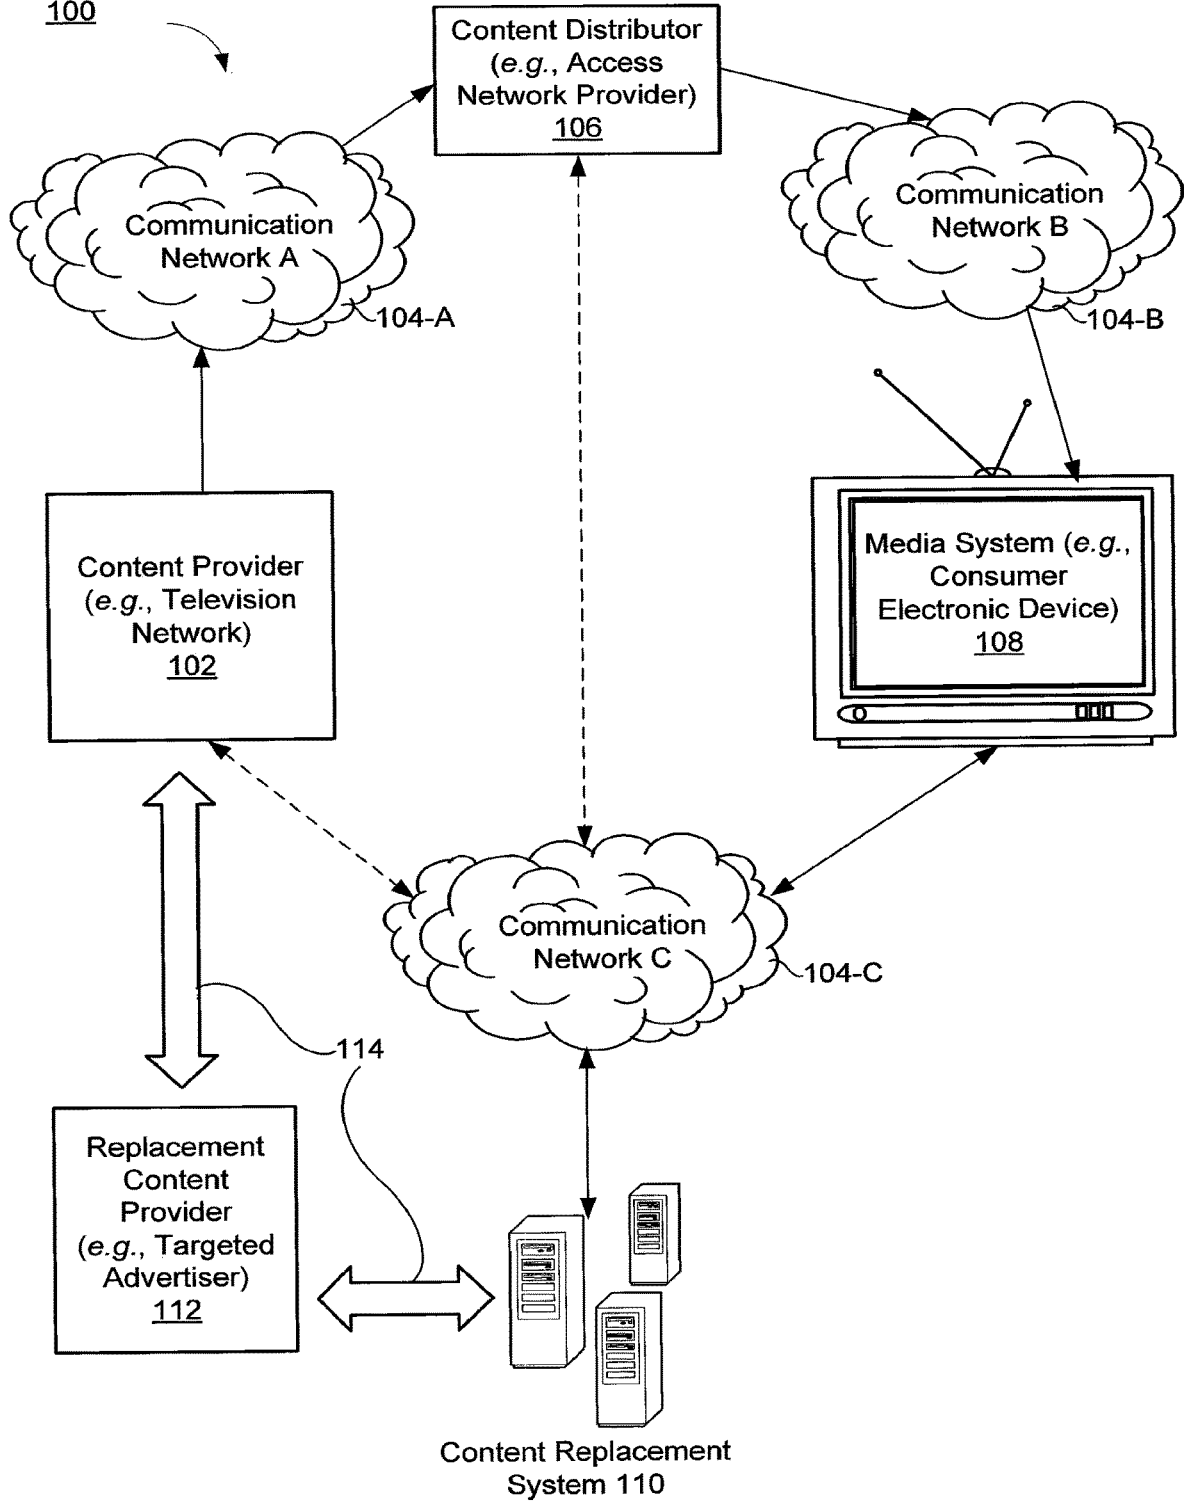 100
Content Distributor
(e.g., Access
Network Provider)
106
Communication
Network A
104-A
Communication
Network B
104-B
Content Provider
(e.g., Television
Network)
102
Media System (e.g.,
Consumer
Electronic Device)
108
Communication
Network C
104-C
114
Replacement
Content
Provider
(e.g., Targeted
Advertiser)
112
Content Replacement
System 110